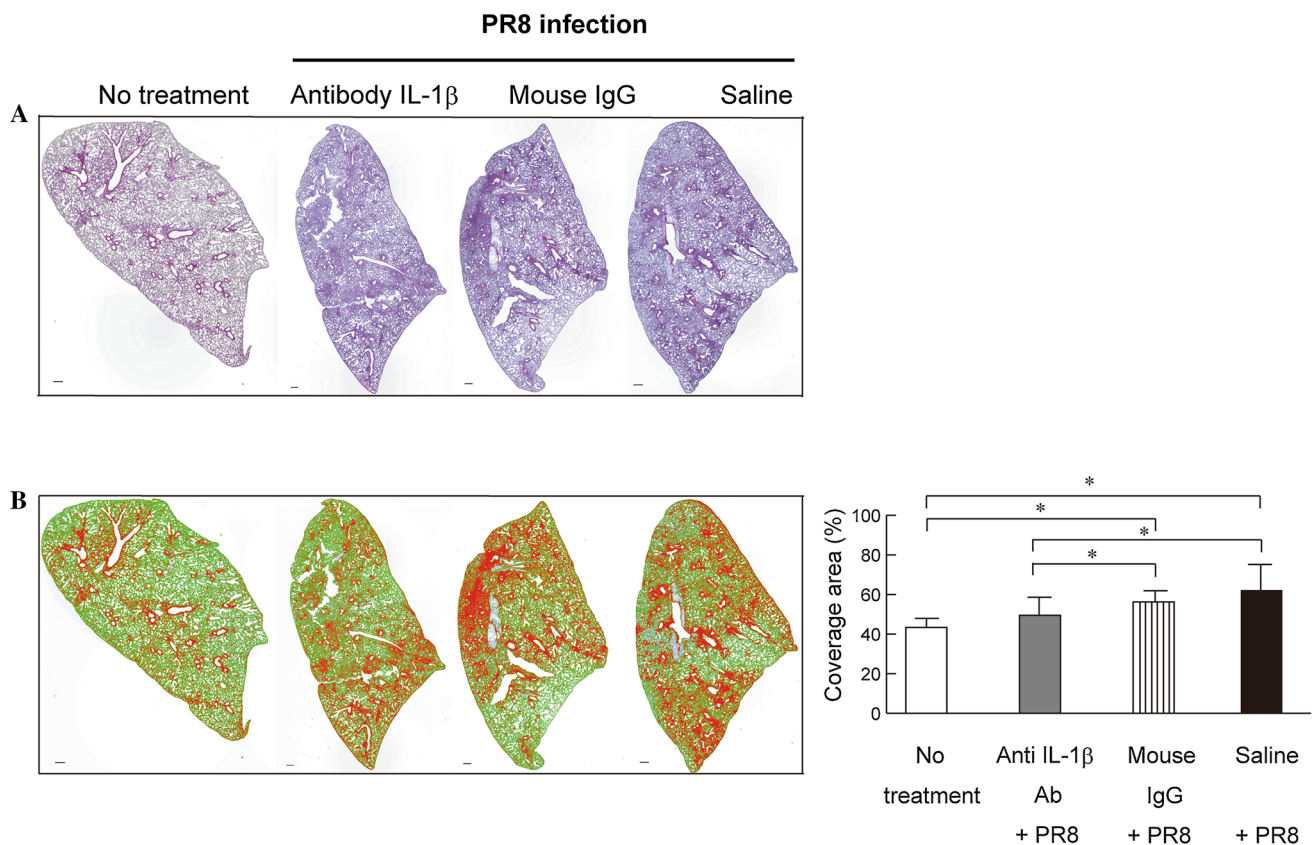 PR8 infection
No treatment Antibody IL-1β Mouse IgG Saline
A
B
* 
*
*
*
Coverage area (%)
100
80
60
40
20
0
No Anti IL-1β Mouse Saline
treatment Ab IgG
+ PR8 + PR8 + PR8